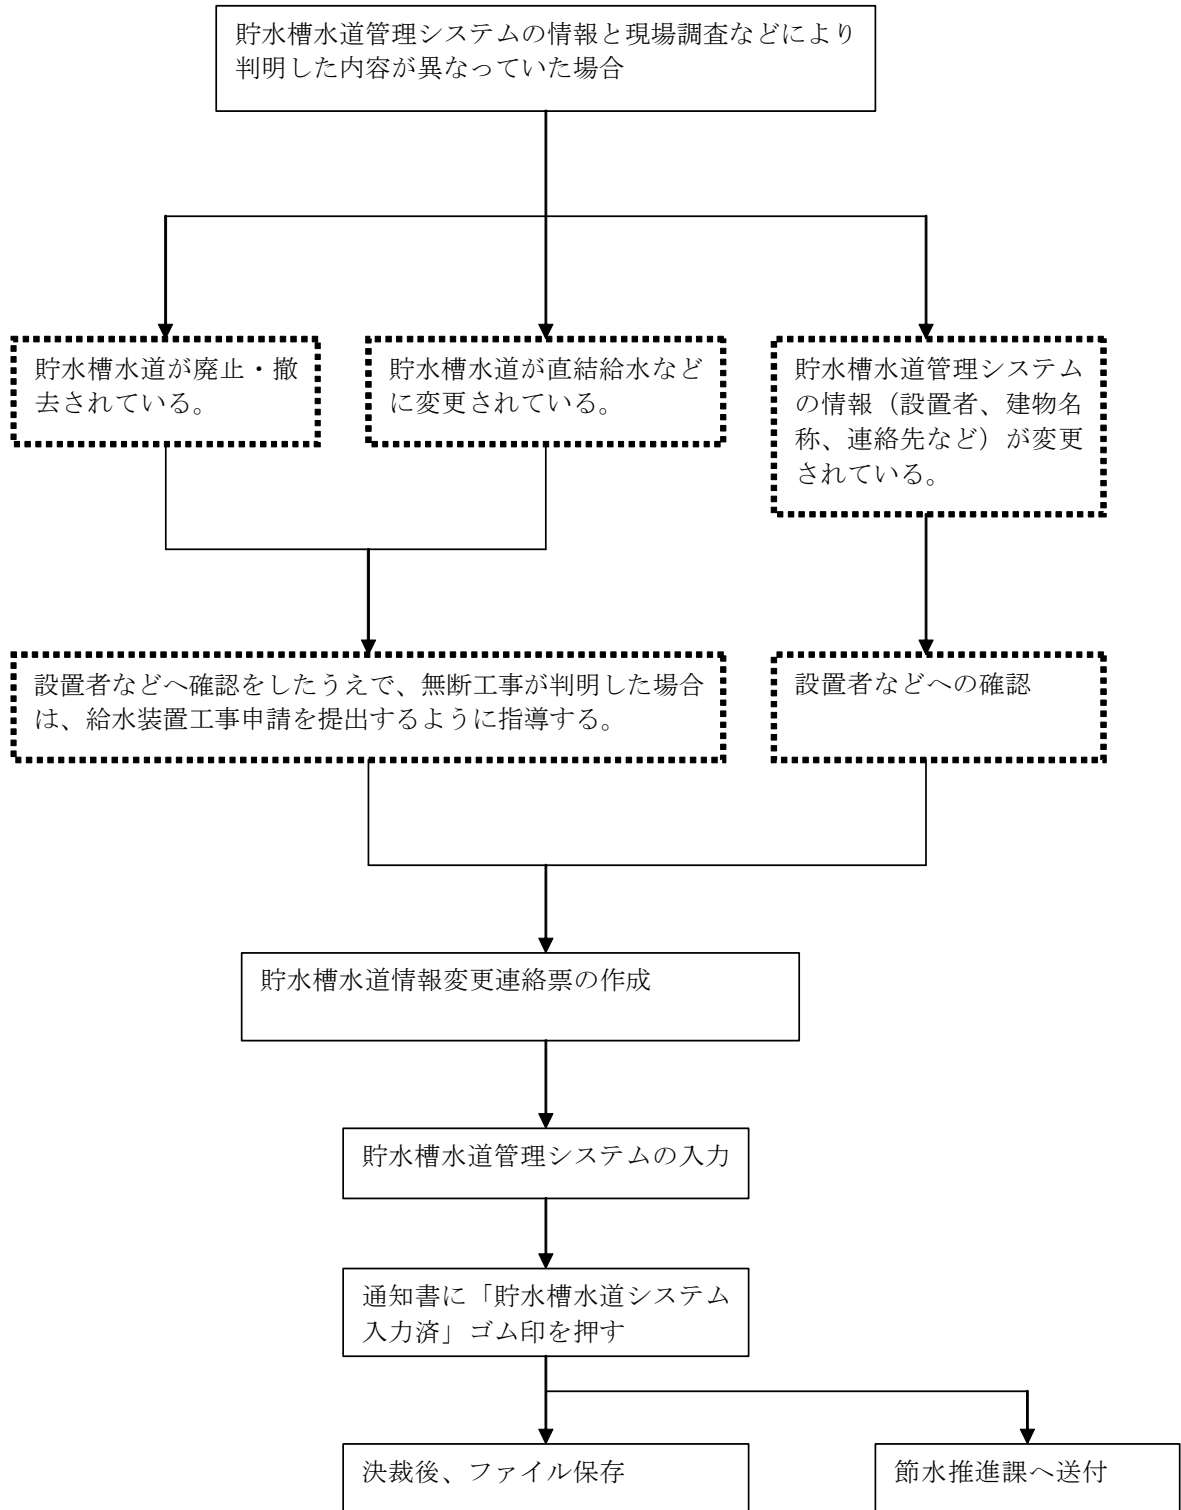 貯水槽水道管理システムの情報と現場調査などにより
判明した内容が異なっていた場合
貯水槽水道が廃止・撤
去されている。
貯水槽水道が直結給水など
に変更されている。
貯水槽水道管理システム
の情報（設置者、建物名
称、連絡先など）が変更
されている。
設置者などへ確認をしたうえで、無断工事が判明した場合
は、給水装置工事申請を提出するように指導する。
設置者などへの確認
貯水槽水道情報変更連絡票の作成
貯水槽水道管理システムの入力
通知書に「貯水槽水道システム
入力済」ゴム印を押す
決裁後、ファイル保存
節水推進課へ送付